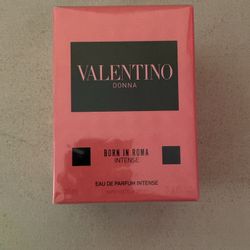 VALENTINO
DONNA
BORN IN ROMA
INTENSE
EAU DE PARFUM INTENSE